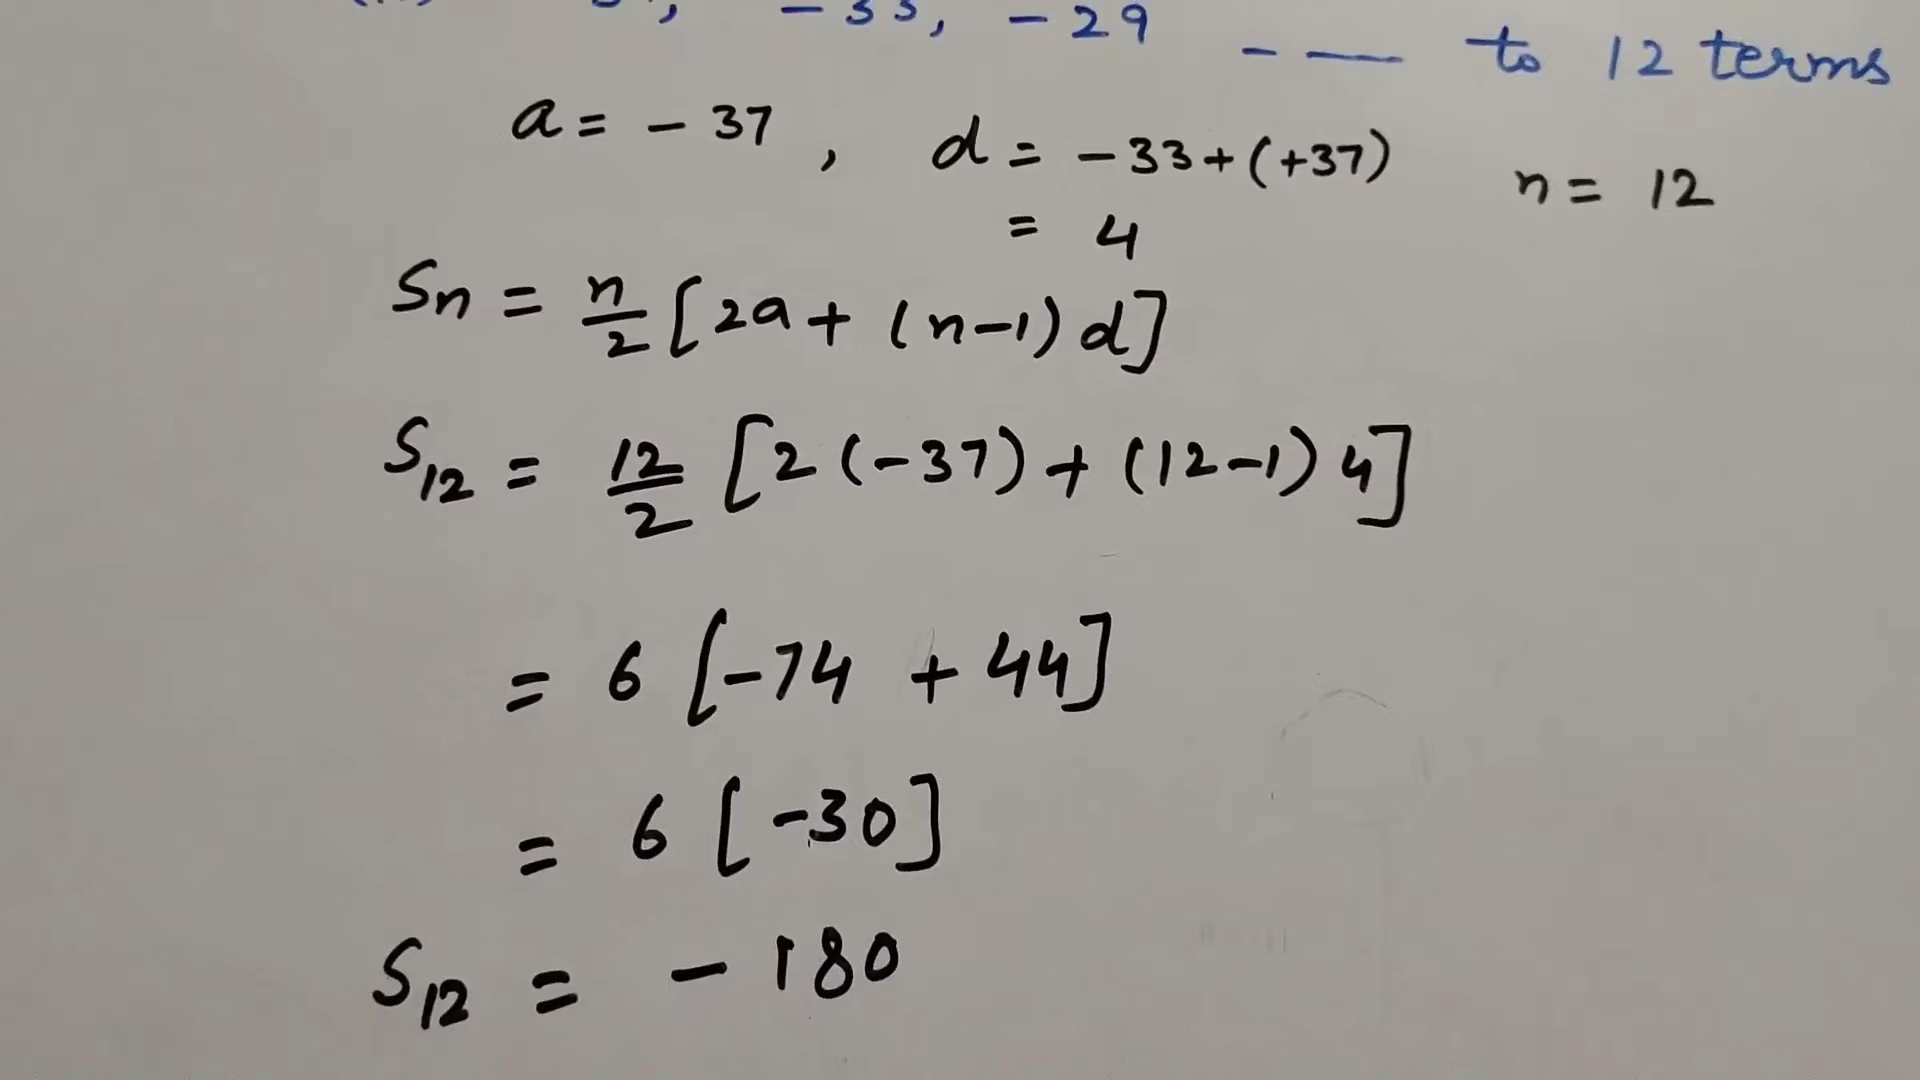 -33, -29 - — to 12 terms
a = -37, d = -33+(+37) n = 12
= 4
Sn = n/2 [2a + (n-1) d]
S12 = 12/2 [2 (-37) + (12-1) 4]
= 6 [-74 + 44]
= 6 [-30]
S12 = -180